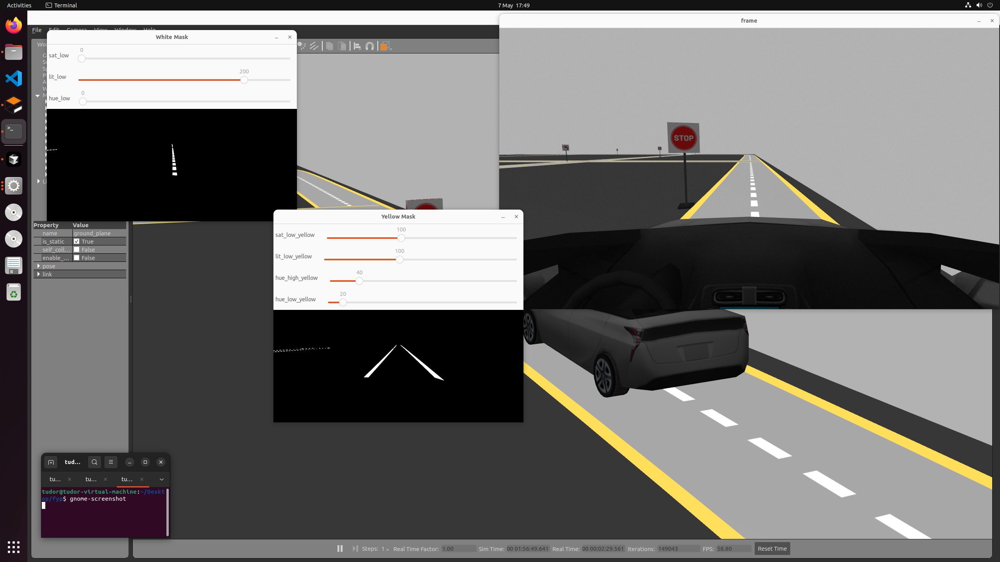 Activities
Terminal
7 May 17:49
File Edit Camera View Window Help
White Mask
sat_low
0
lit_low
200
hue_low
0
frame
STOP
Yellow Mask
sat_low_yellow
100
lit_low_yellow
100
hue_high_yellow
40
hue_low_yellow
20
Property Value
name ground_plane
is_static True
self_coll... False
enable_... False
pose
link
tud...
tu... tu... tu...
tudor@tudor-virtual-machine:~/Deskt
op/fyp$ gnome-screenshot
Steps: 1 Real Time Factor: 1.00 Sim Time: 00 01:56:49.641 Real Time: 00 00:02:29.561 Iterations: 149043 FPS: 58.80 Reset Time